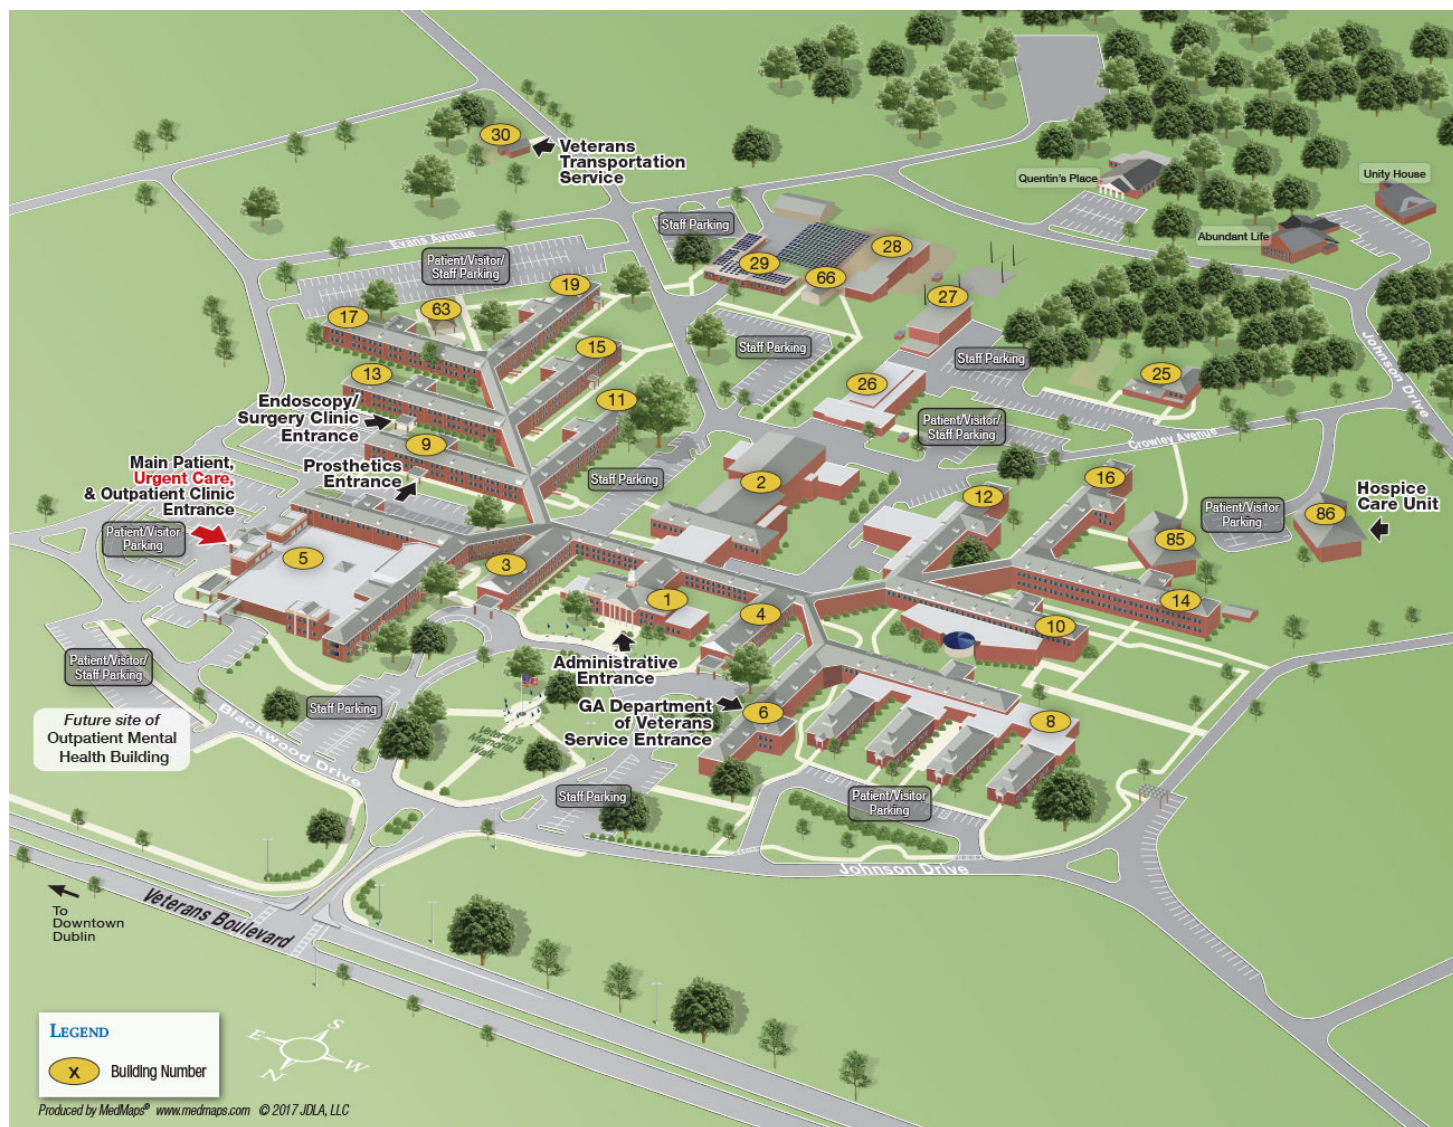 30
Veterans
Transportation
Service
Quentin's Place
Unity House
Abundant Life
Staff Parking
Evans Avenue
Patient/Visitor/
Staff Parking
28
29
66
19
63
17
27
Staff Parking
Staff Parking
Johnson Drive
15
13
26
25
Endoscopy/
Surgery Clinic
Entrance
11
Patient/Visitor/
Staff Parking
Crowley Avenue
9
Main Patient,
Urgent Care,
& Outpatient Clinic
Entrance
Prosthetics
Entrance
Staff Parking
2
12
16
Hospice
Care Unit
Patient/Visitor
Parking
86
Patient/Visitor
Parking
85
5
3
1
4
14
10
Administrative
Entrance
Patient/Visitor/
Staff Parking
Staff Parking
GA Department
of Veterans
Service Entrance
6
8
Future site of
Outpatient Mental
Health Building
Blackwood Drive
Veteran's
Memorial
Walk
Staff Parking
Patient/Visitor
Parking
Johnson Drive
To
Downtown
Dublin
Veterans Boulevard
LEGEND
X Building Number
E
S
N
W
Produced by MedMaps® www.medmaps.com © 2017 JDLA, LLC